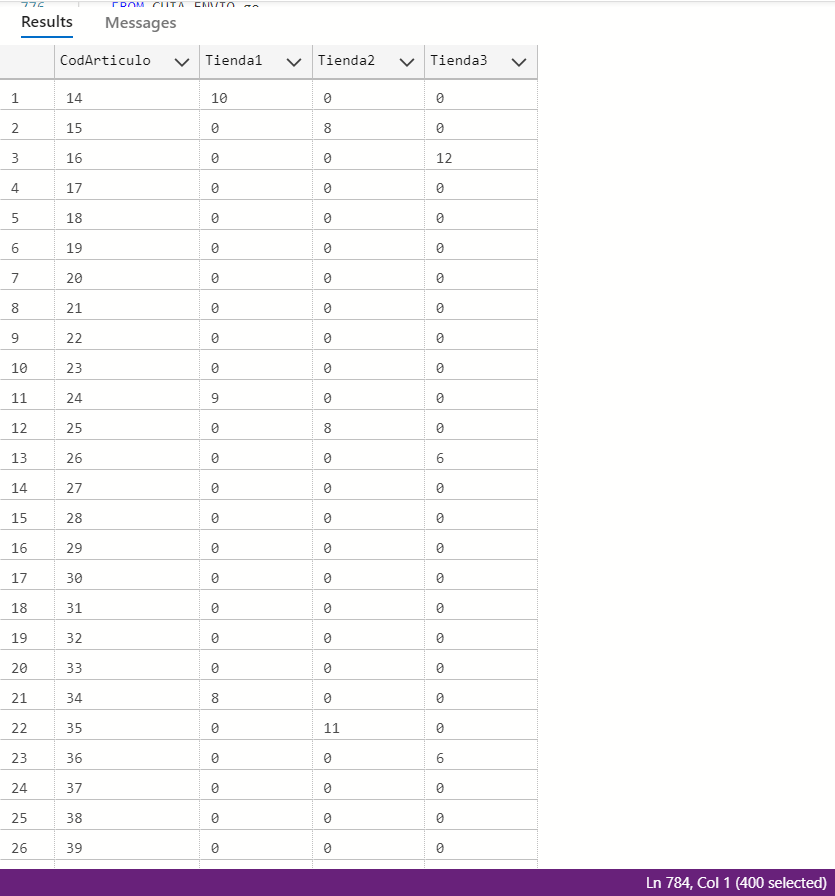 Results Messages
CodArticulo Tienda1 Tienda2 Tienda3
1 14 10 0 0
2 15 0 8 0
3 16 0 0 12
4 17 0 0 0
5 18 0 0 0
6 19 0 0 0
7 20 0 0 0
8 21 0 0 0
9 22 0 0 0
10 23 0 0 0
11 24 9 0 0
12 25 0 8 0
13 26 0 0 6
14 27 0 0 0
15 28 0 0 0
16 29 0 0 0
17 30 0 0 0
18 31 0 0 0
19 32 0 0 0
20 33 0 0 0
21 34 8 0 0
22 35 0 11 0
23 36 0 0 6
24 37 0 0 0
25 38 0 0 0
26 39 0 0 0
Ln 784, Col 1 (400 selected)